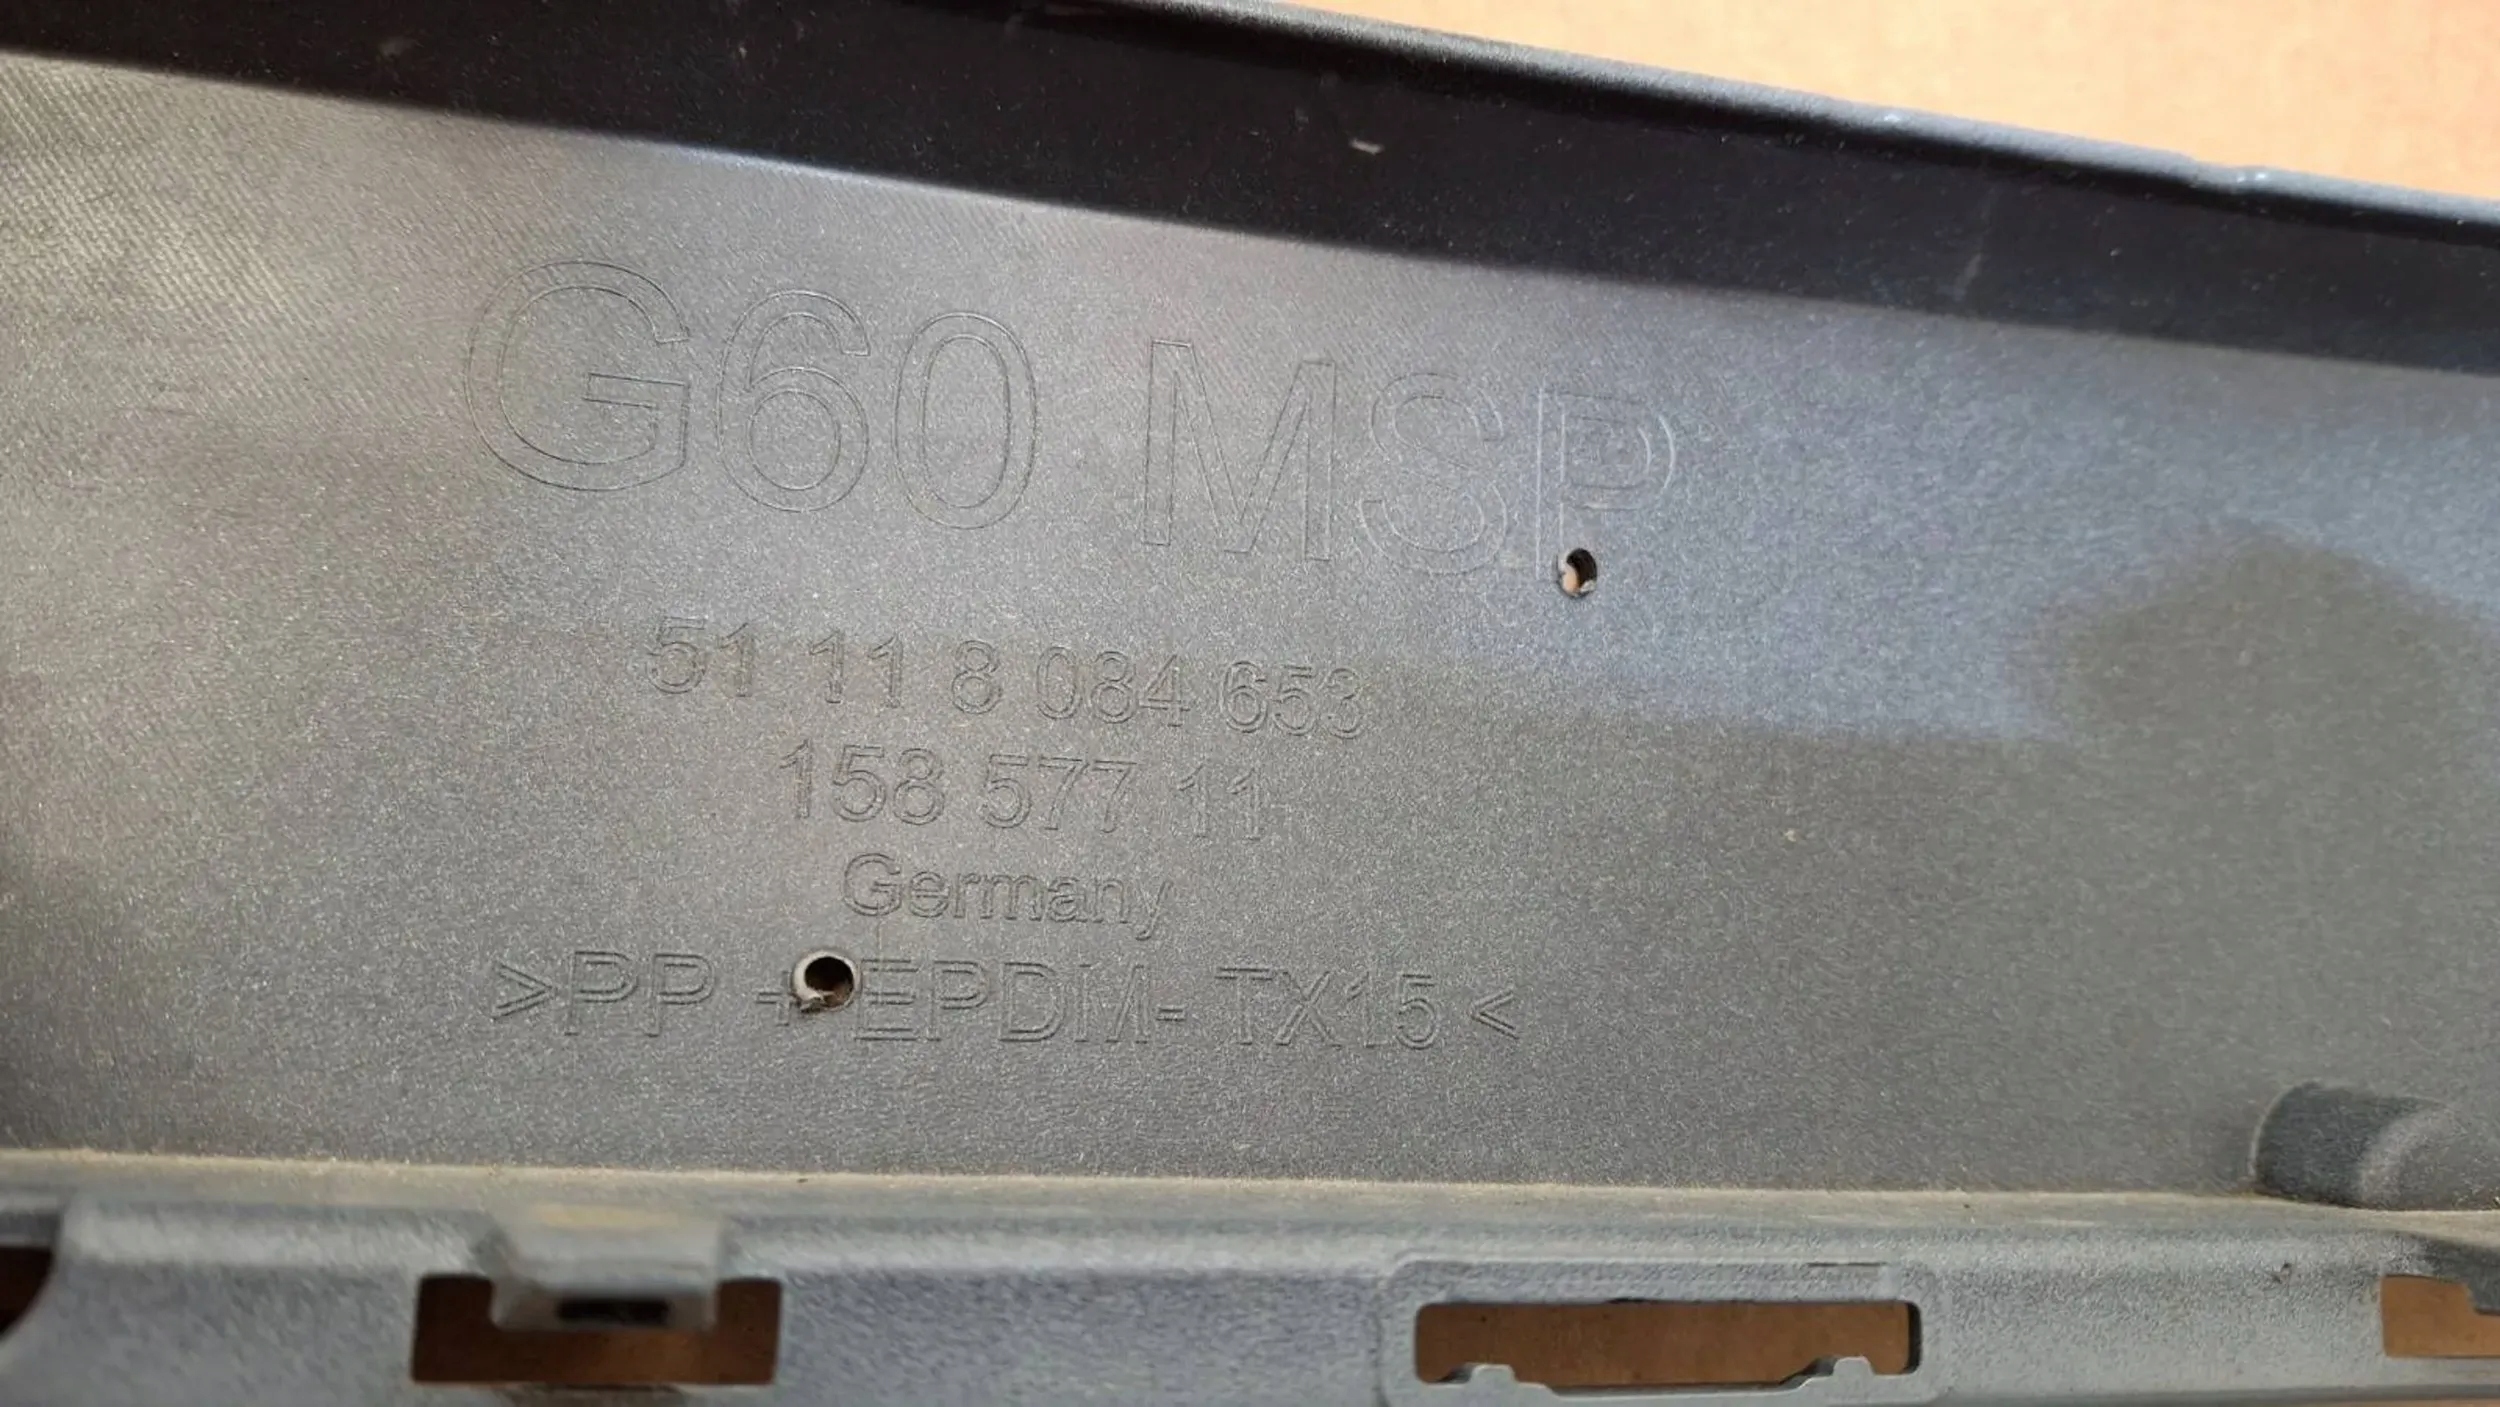 G60 MSP
51 11 8 084 653
158 577 11
Germany
>PP + EPDM- TX15 <